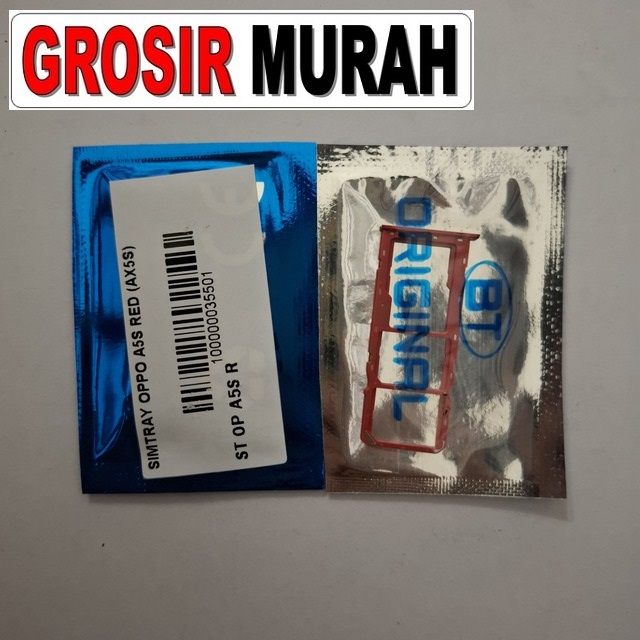 GROSIR MURAH
SIMTRAY OPPO A5S RED (AX5S)
100000035501
ST OP A5S R
ORIGINAL
BT